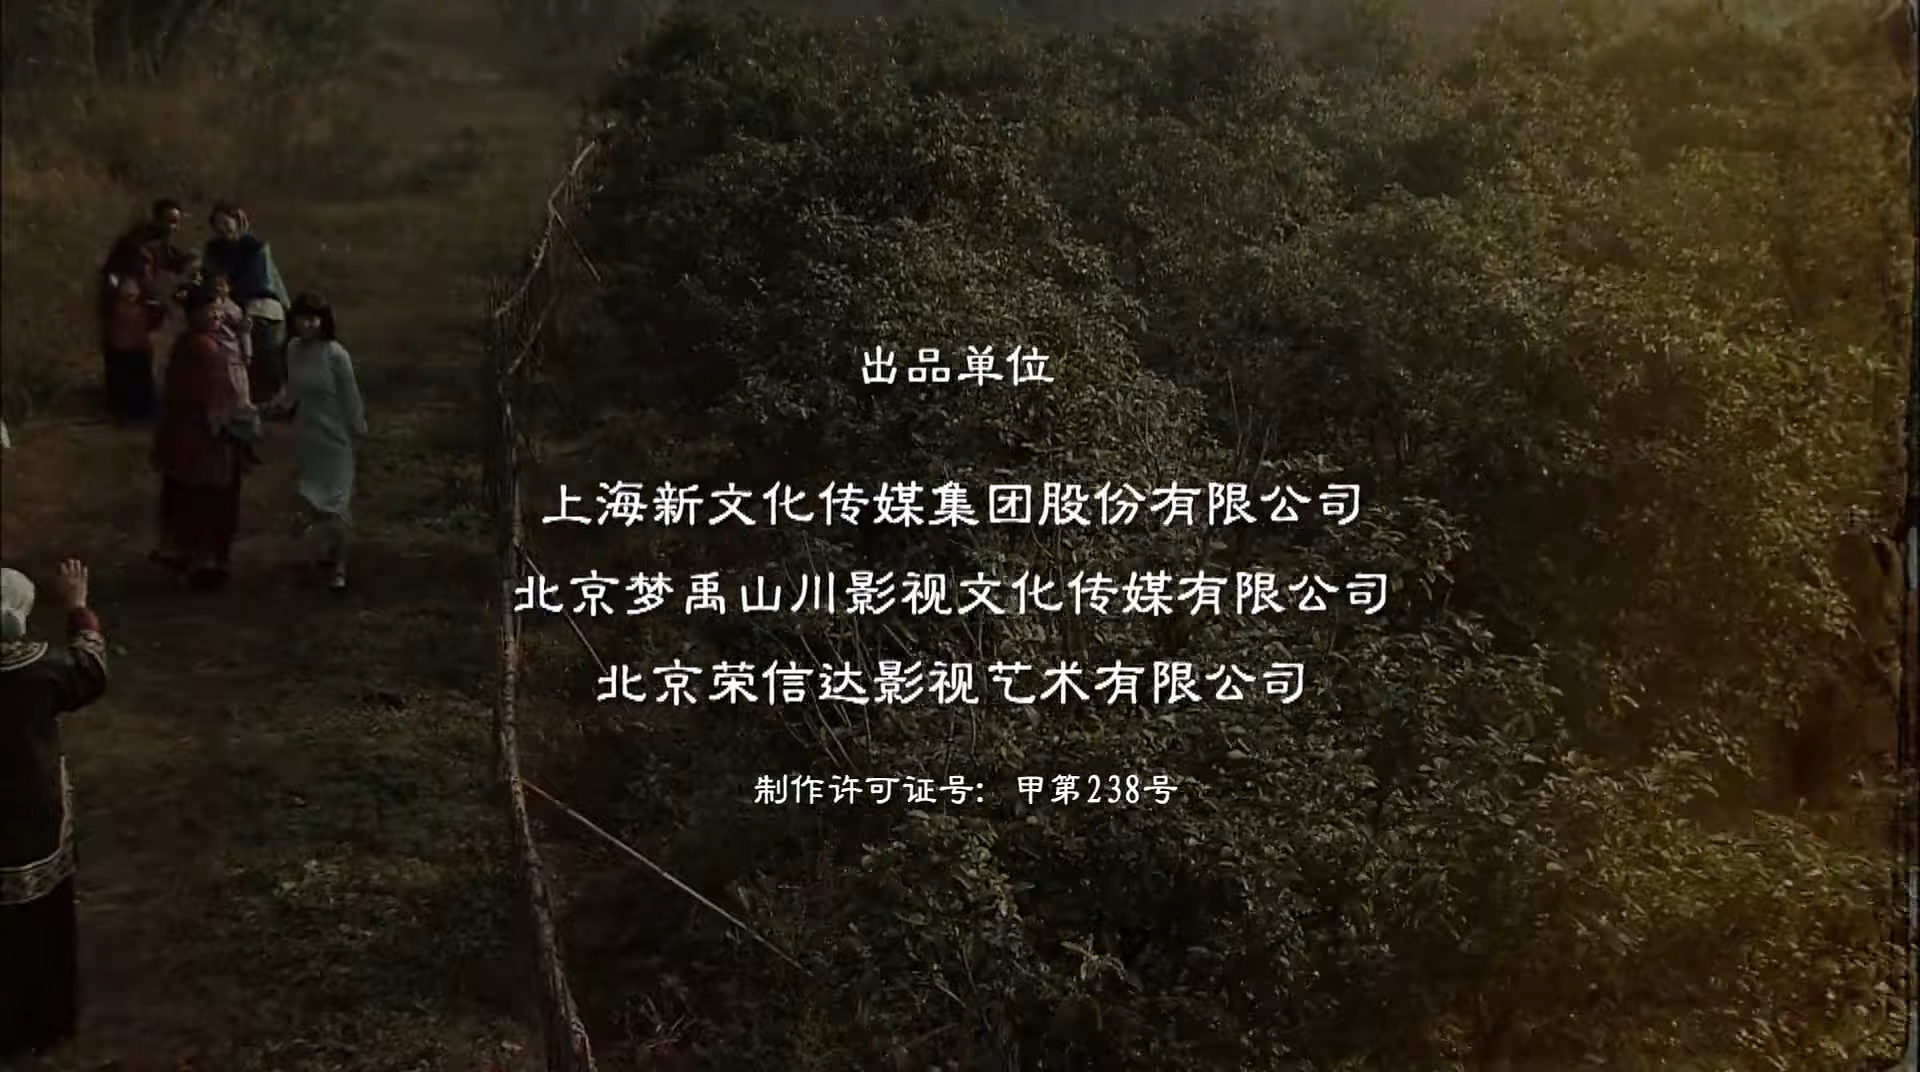 出品单位
上海新文化传媒集团股份有限公司
北京梦禹山川影视文化传媒有限公司
北京荣信达影视艺术有限公司
制作许可证号：甲第238号